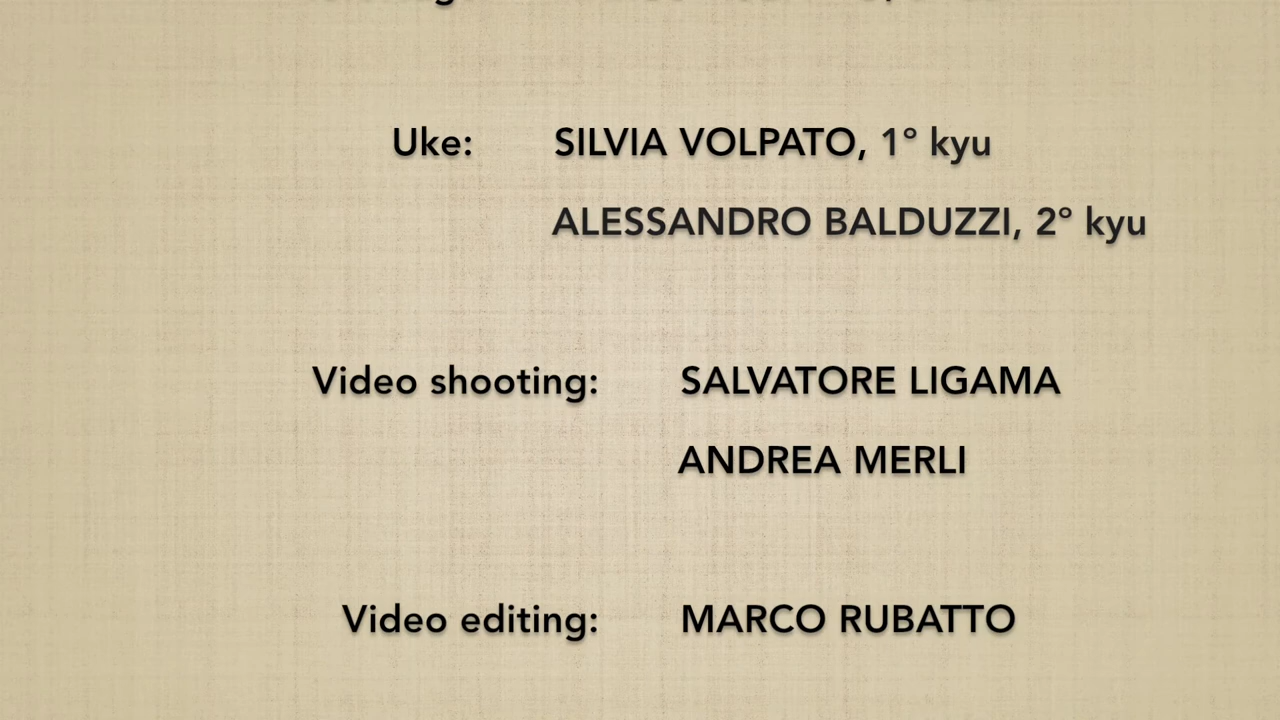 Uke: SILVIA VOLPATO, 1° kyu
ALESSANDRO BALDUZZI, 2° kyu
Video shooting: SALVATORE LIGAMA
ANDREA MERLI
Video editing: MARCO RUBATTO